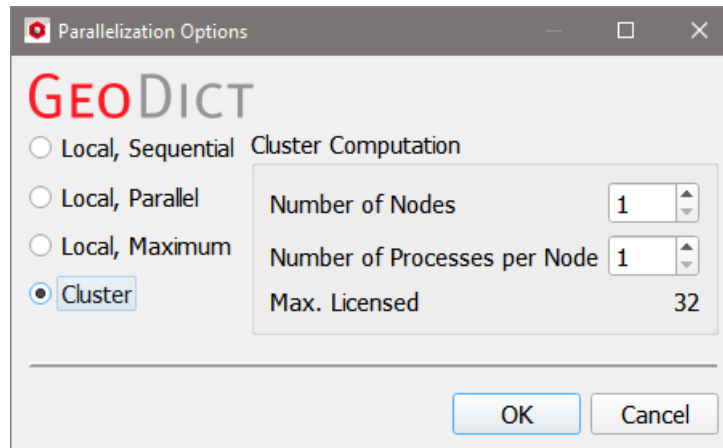 Parallelization Options
GEODICT
Local, Sequential
Local, Parallel
Local, Maximum
Cluster
Cluster Computation
Number of Nodes 1
Number of Processes per Node 1
Max. Licensed 32
OK Cancel